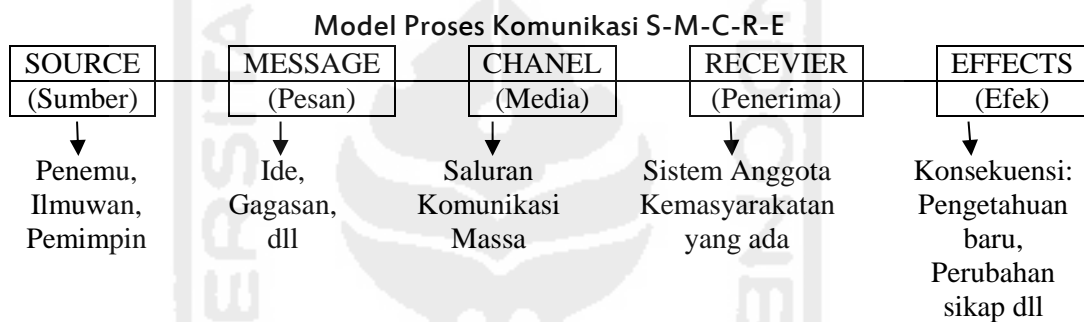 Model Proses Komunikasi S-M-C-R-E
SOURCE MESSAGE CHANEL RECEVIER EFFECTS
(Sumber) (Pesan) (Media) (Penerima) (Efek)
Penemu, Ide, Saluran Sistem Anggota Konsekuensi:
Ilmuwan, Gagasan, Komunikasi Kemasyarakatan Pengetahuan
Pemimpin dll Massa yang ada baru,
Perubahan
sikap dll